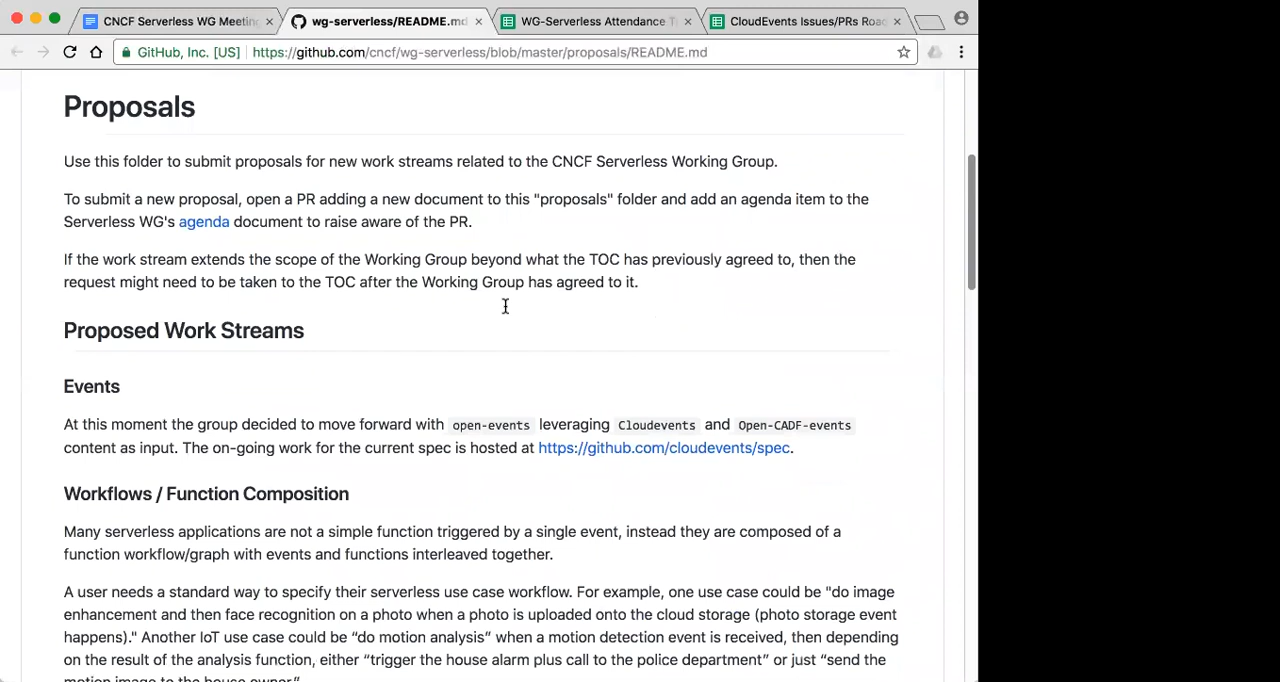 CNCF Serverless WG Meetin
wg-serverless/README.md
WG-Serverless Attendance T
CloudEvents Issues/PRs Roa
GitHub, Inc. [US] https://github.com/cncf/wg-serverless/blob/master/proposals/README.md
Proposals
Use this folder to submit proposals for new work streams related to the CNCF Serverless Working Group.
To submit a new proposal, open a PR adding a new document to this "proposals" folder and add an agenda item to the
Serverless WG's agenda document to raise aware of the PR.
If the work stream extends the scope of the Working Group beyond what the TOC has previously agreed to, then the
request might need to be taken to the TOC after the Working Group has agreed to it.
Proposed Work Streams
Events
At this moment the group decided to move forward with open-events leveraging Cloudevents and Open-CADF-events
content as input. The on-going work for the current spec is hosted at https://github.com/cloudevents/spec.
Workflows / Function Composition
Many serverless applications are not a simple function triggered by a single event, instead they are composed of a
function workflow/graph with events and functions interleaved together.
A user needs a standard way to specify their serverless use case workflow. For example, one use case could be "do image
enhancement and then face recognition on a photo when a photo is uploaded onto the cloud storage (photo storage event
happens)." Another IoT use case could be “do motion analysis” when a motion detection event is received, then depending
on the result of the analysis function, either “trigger the house alarm plus call to the police department” or just “send the
motion image to the house owner.”